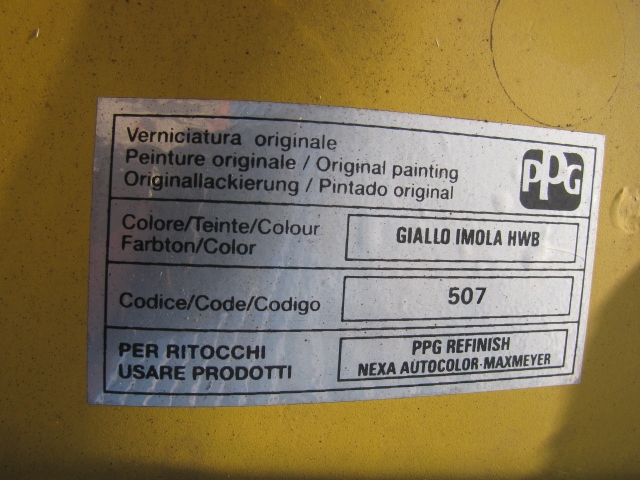 Verniciatura originale
Peinture originale / Original painting
Originallackierung / Pintado original
PPG
Colore/Teinte/Colour
Farbton/Color
GIALLO IMOLA HWB
Codice/Code/Codigo
507
PER RITOCCHI
USARE PRODOTTI
PPG REFINISH
NEXA AUTOCOLOR-MAXMEYER